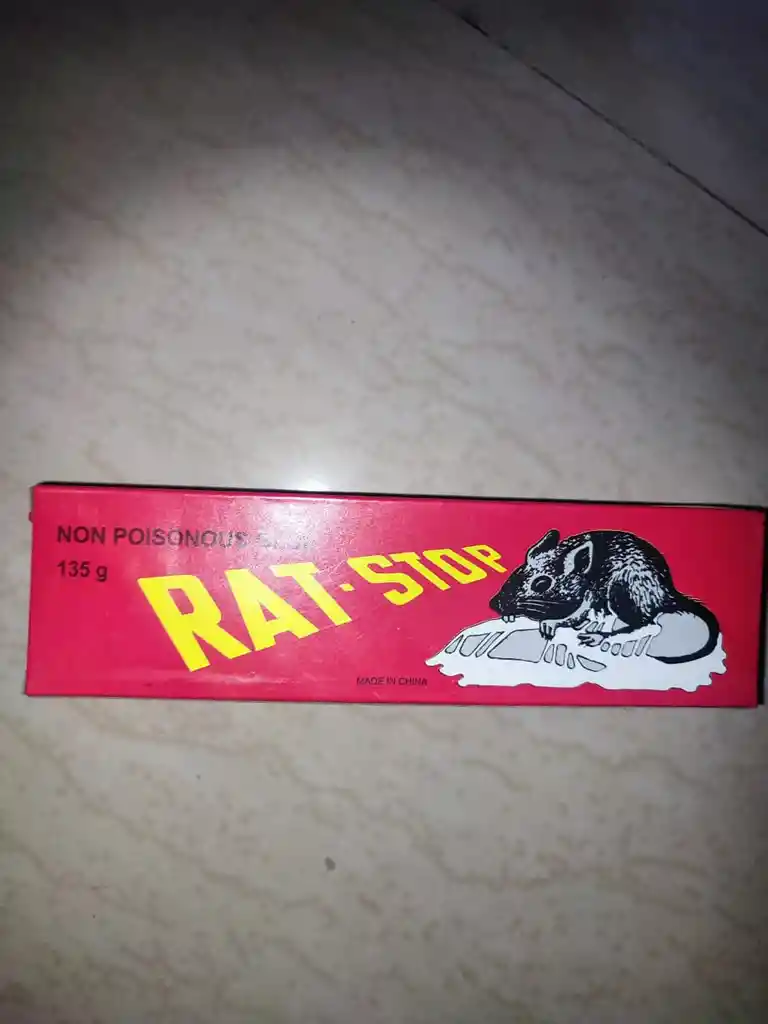 NON POISONOUS
135 g
RAT-STOP
MADE IN CHINA